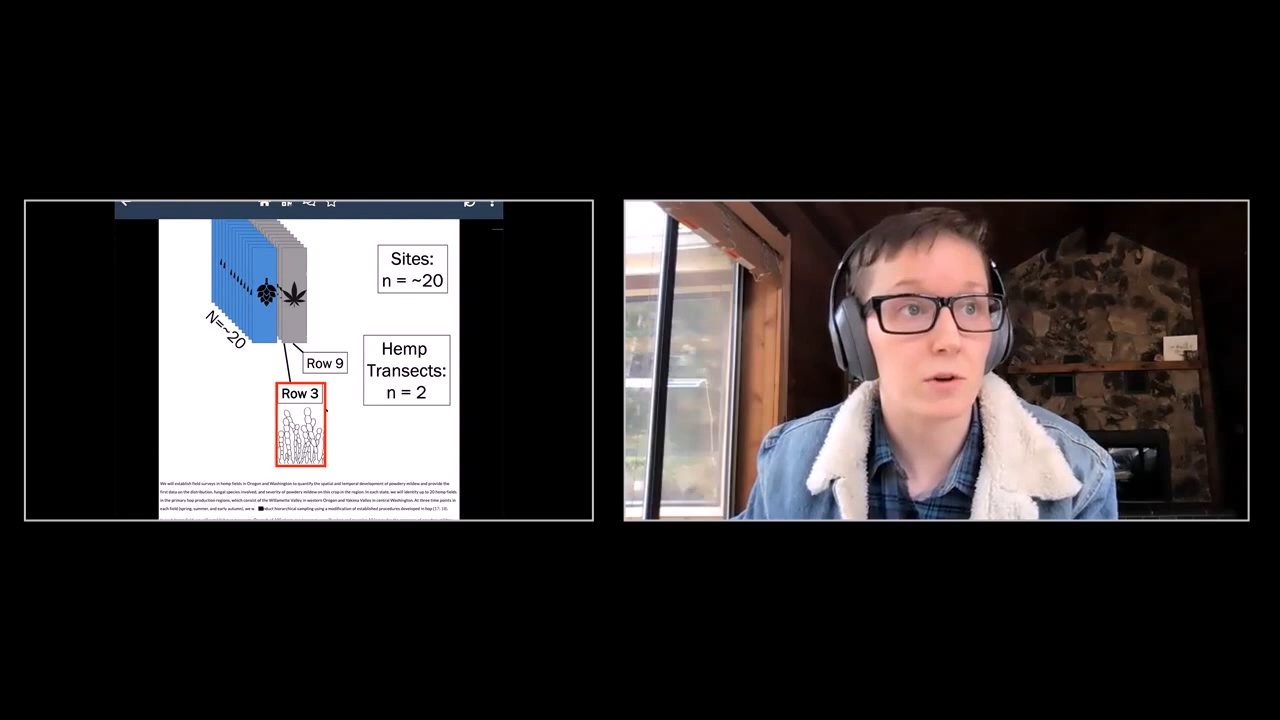 Sites:
n = ~20
N=~20
Row 9
Hemp
Transects:
n = 2
Row 3
We will establish field surveys in hemp fields in Oregon and Washington to quantify the spatial and temporal development of powdery mildew and provide the
first data on the distribution, fungal species involved, and severity of powdery mildew on this crop in the region. In each state, we will identify up to 20 hemp fields
in the primary hop production regions, which consist of the Willamette Valley in western Oregon and Yakima Valley in central Washington. At three time points in
each field (spring, summer, and early autumn), we w duct hierarchical sampling using a modification of established procedures developed in hop (17, 18).